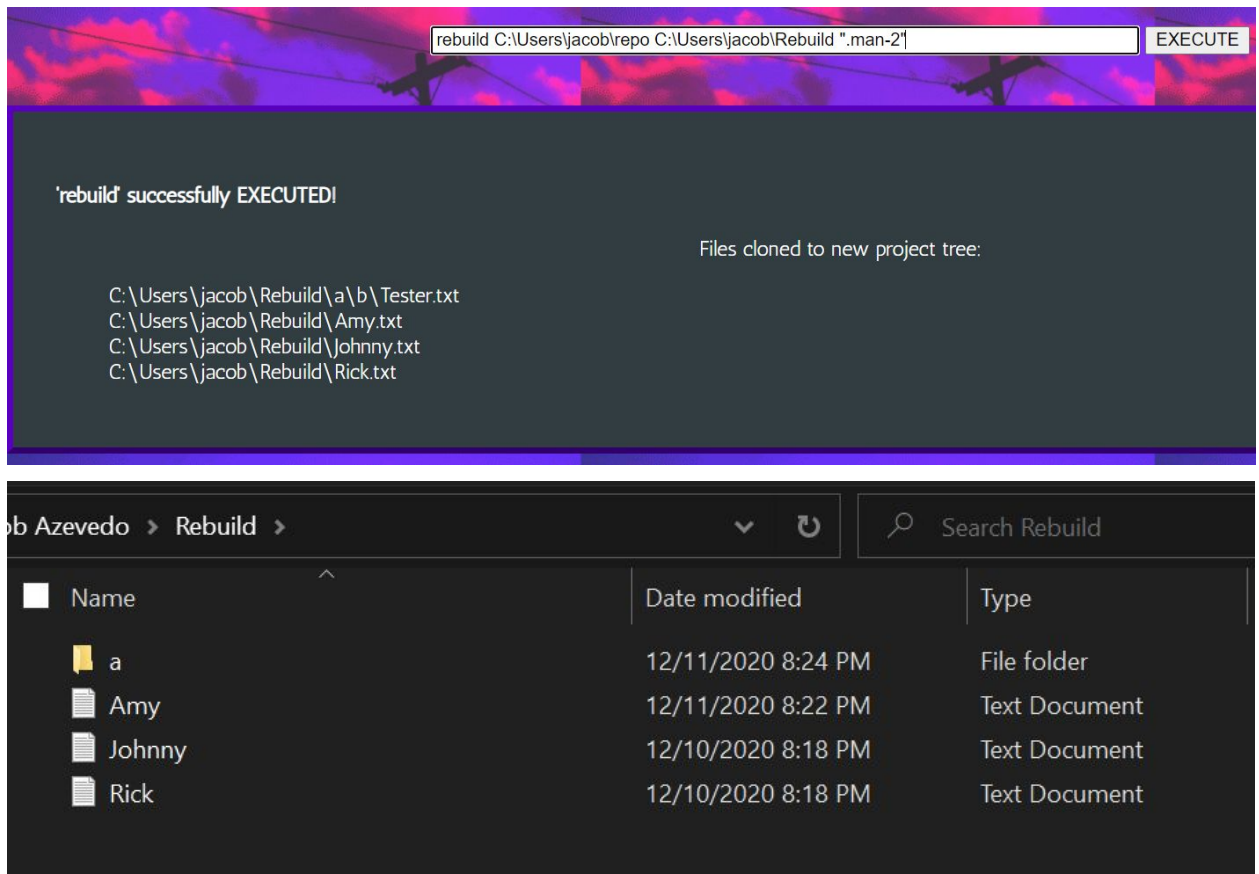 rebuild C:\Users\jacob\repo C:\Users\jacob\Rebuild ".man-2"
EXECUTE
'rebuild' successfully EXECUTED!
Files cloned to new project tree:
C:\Users\jacob\Rebuild\a\b\Tester.txt
C:\Users\jacob\Rebuild\Amy.txt
C:\Users\jacob\Rebuild\Johnny.txt
C:\Users\jacob\Rebuild\Rick.txt
ob Azevedo > Rebuild >
Search Rebuild
Name Date modified Type
a 12/11/2020 8:24 PM File folder
Amy 12/11/2020 8:22 PM Text Document
Johnny 12/10/2020 8:18 PM Text Document
Rick 12/10/2020 8:18 PM Text Document